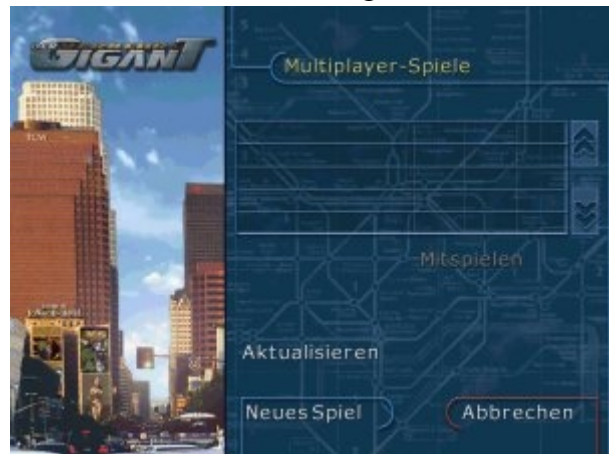 GIGANT
Multiplayer-Spiele
Mitspielen
Aktualisieren
Neues Spiel
Abbrechen